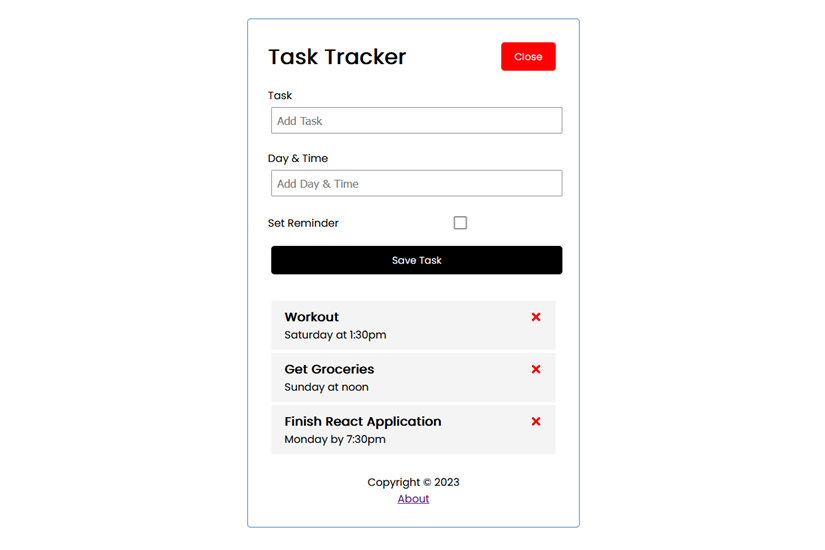 Task Tracker
Close
Task
Add Task
Day & Time
Add Day & Time
Set Reminder
Save Task
Workout
Saturday at 1:30pm
Get Groceries
Sunday at noon
Finish React Application
Monday by 7:30pm
Copyright © 2023
About